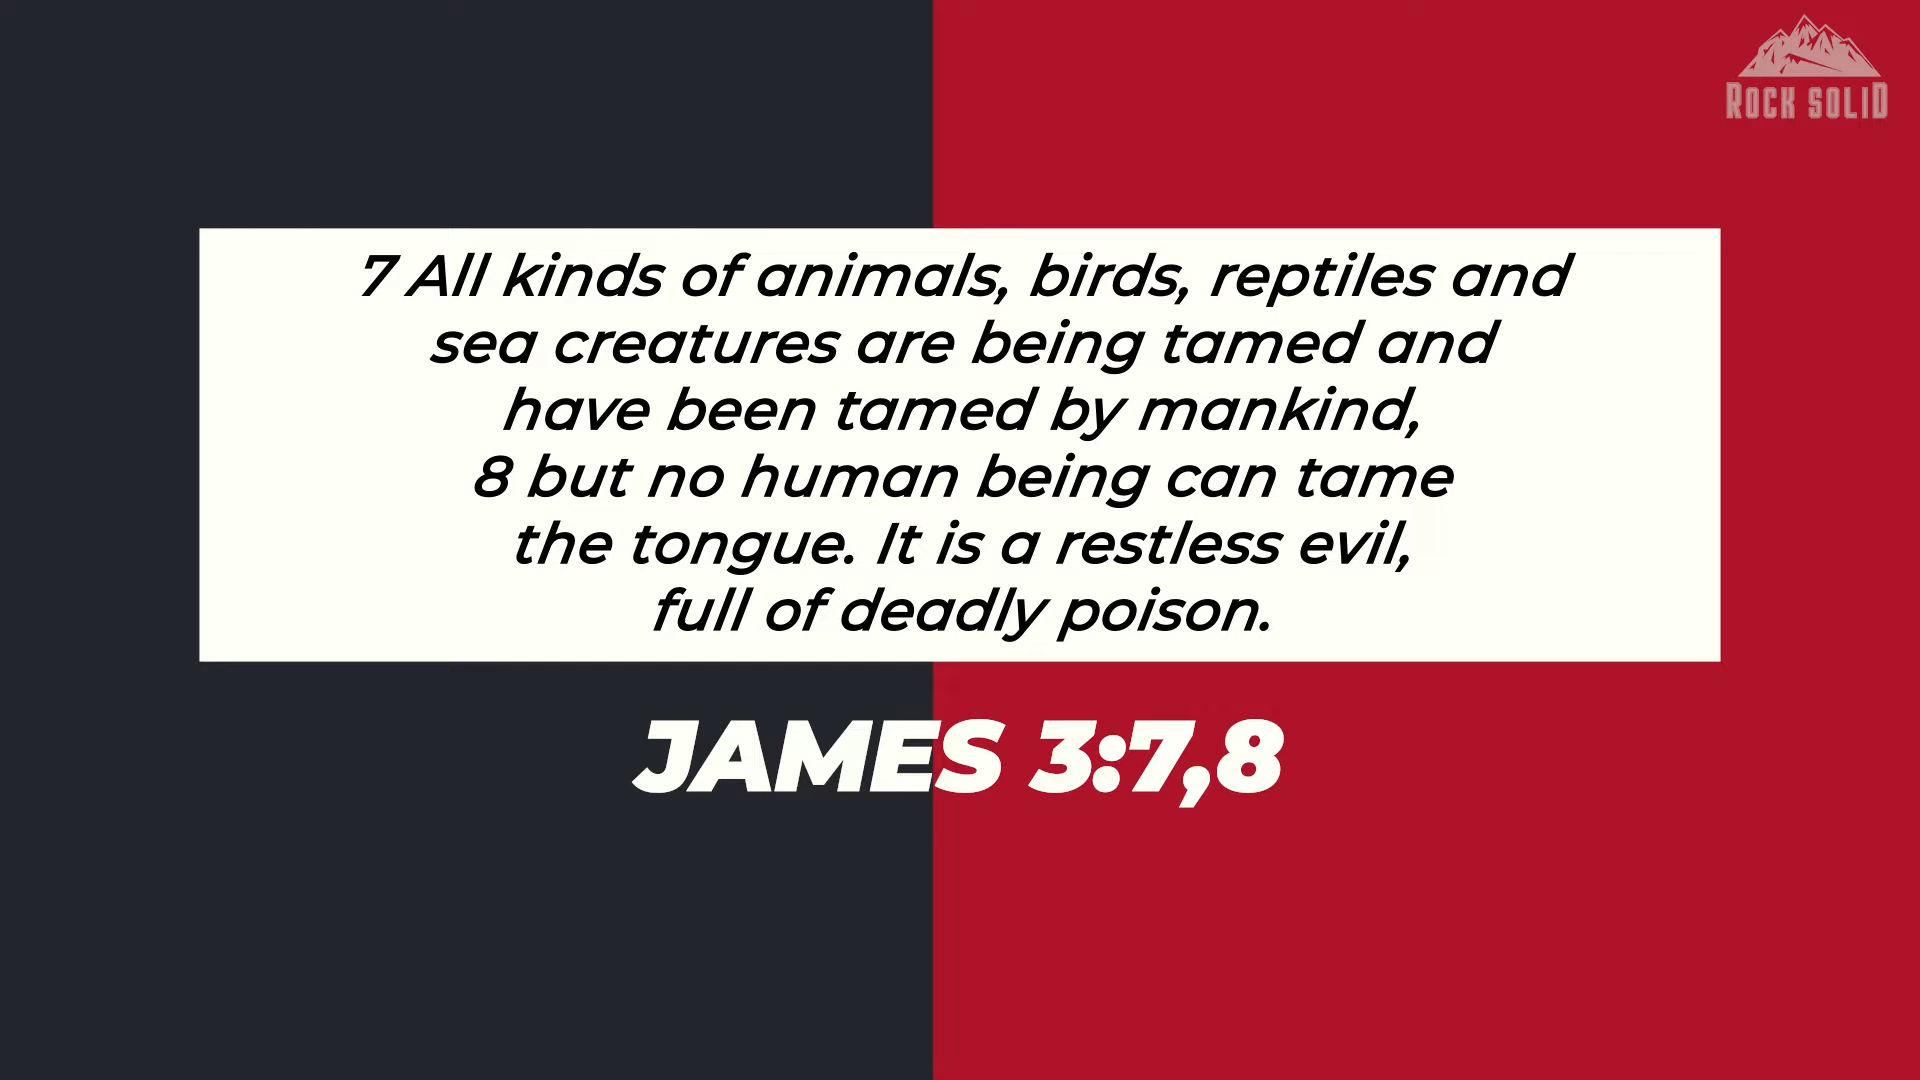 ROCK SOLID
7 All kinds of animals, birds, reptiles and
sea creatures are being tamed and
have been tamed by mankind,
8 but no human being can tame
the tongue. It is a restless evil,
full of deadly poison.
JAMES 3:7,8